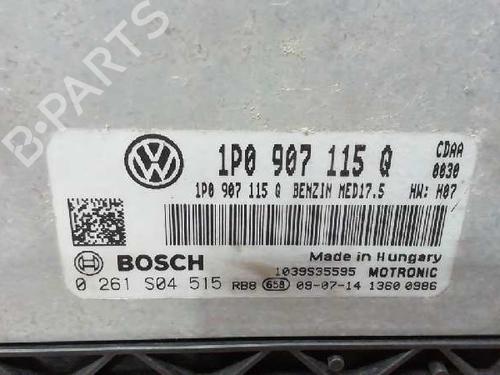 B-PARTS
1P0 907 115 Q
CDAA
0030
1P0 907 115 Q BENZIN MED17.5 HW: H07
Made in Hungary
BOSCH
1039S35595 MOTRONIC
0 261 S04 515 RB8 658 09-07-14 1360 0986